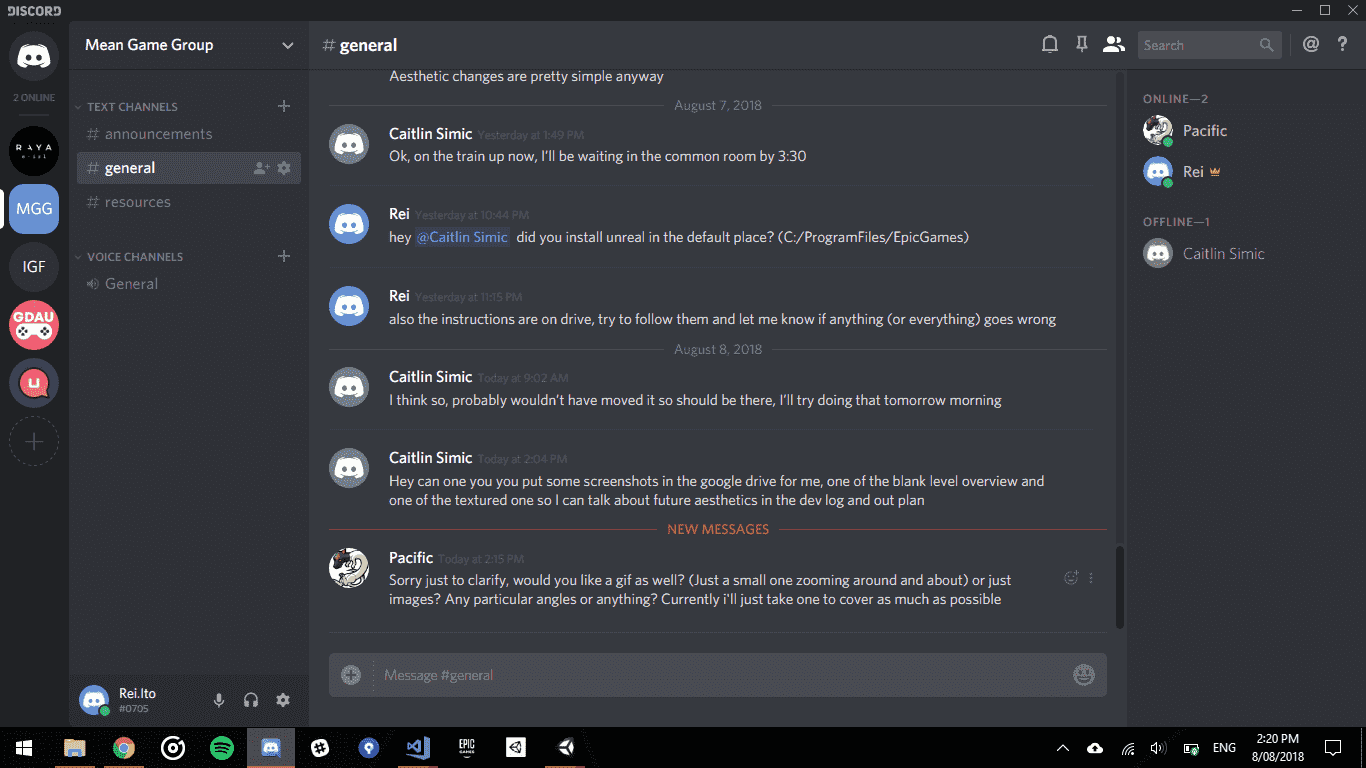 DISCORD
2 ONLINE
RAYA
MGG
IGF
GDAU
U
Mean Game Group
TEXT CHANNELS
# announcements
# general
# resources
VOICE CHANNELS
General
Rei.Ito
#0705
# general
Search
@
?
Aesthetic changes are pretty simple anyway
August 7, 2018
Caitlin Simic Yesterday at 1:49 PM
Ok, on the train up now, I'll be waiting in the common room by 3:30
Rei Yesterday at 10:44 PM
hey @Caitlin Simic did you install unreal in the default place? (C:/ProgramFiles/EpicGames)
Rei Yesterday at 11:15 PM
also the instructions are on drive, try to follow them and let me know if anything (or everything) goes wrong
August 8, 2018
Caitlin Simic Today at 9:02 AM
I think so, probably wouldn't have moved it so should be there, I'll try doing that tomorrow morning
Caitlin Simic Today at 2:04 PM
Hey can one you you put some screenshots in the google drive for me, one of the blank level overview and
one of the textured one so I can talk about future aesthetics in the dev log and out plan
NEW MESSAGES
Pacific Today at 2:15 PM
Sorry just to clarify, would you like a gif as well? (Just a small one zooming around and about) or just
images? Any particular angles or anything? Currently i'll just take one to cover as much as possible
Message #general
ONLINE—2
Pacific
Rei
OFFLINE—1
Caitlin Simic
EPIC
GAMES
ENG
2:20 PM
8/08/2018